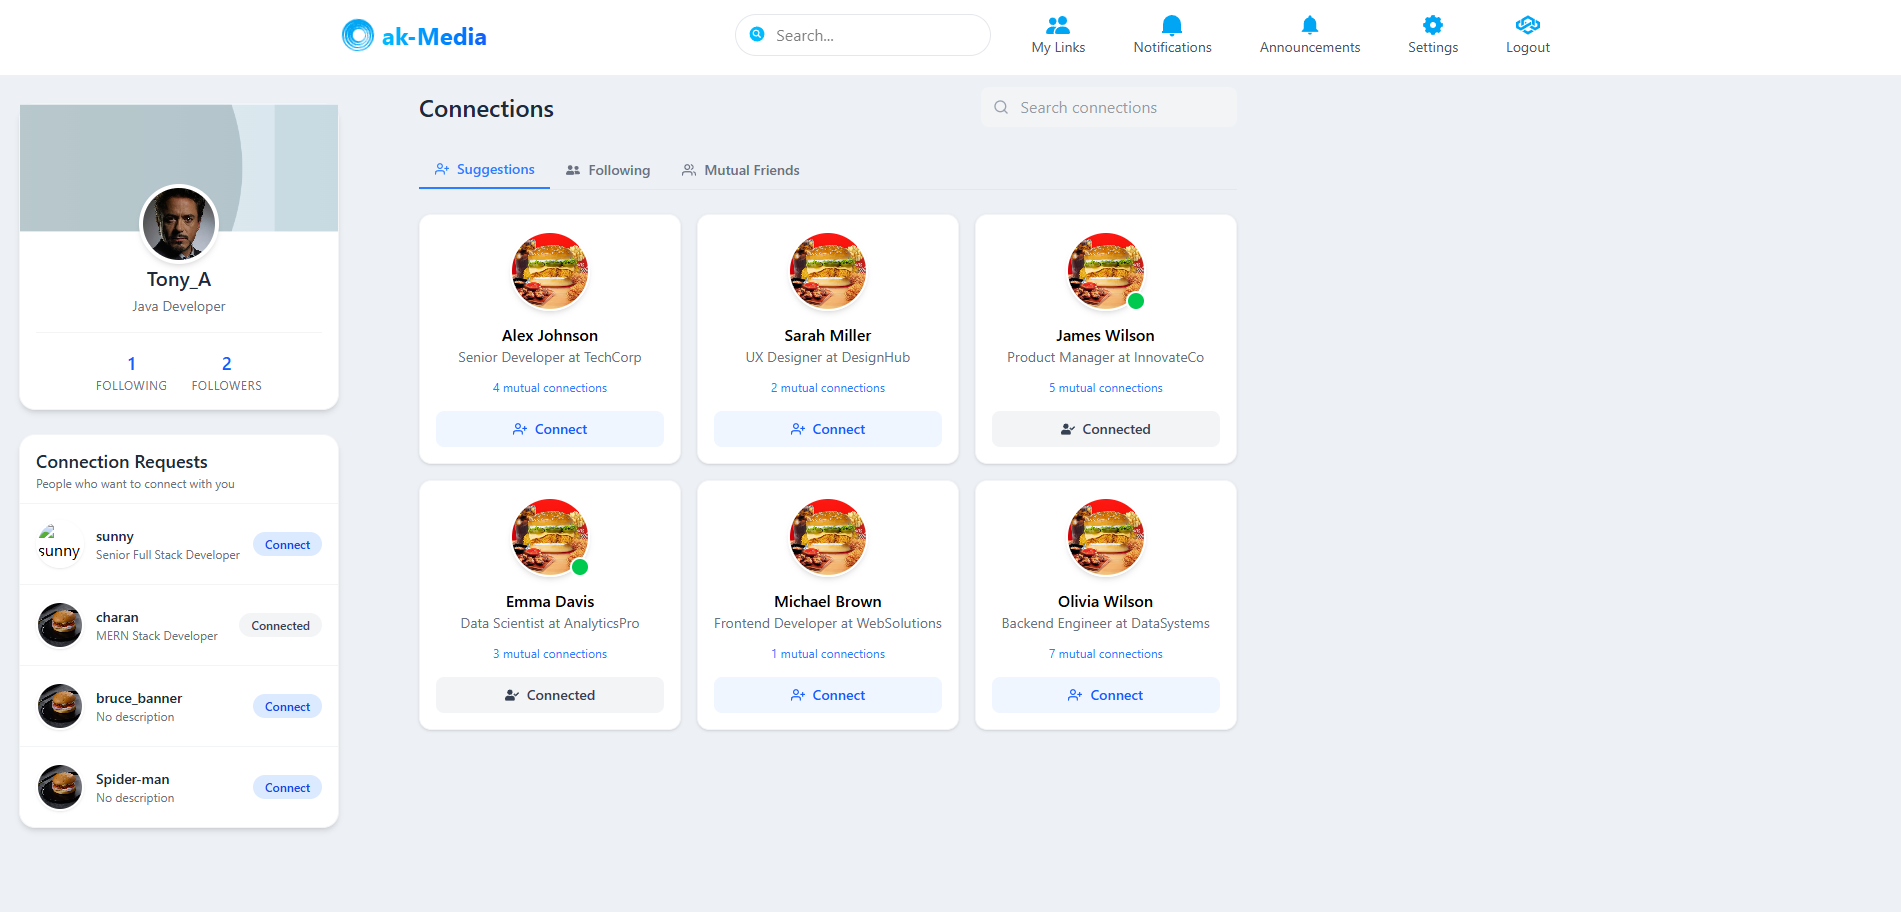 ak-Media
Search...
My Links
Notifications
Announcements
Settings
Logout
Tony_A
Java Developer
1
FOLLOWING
2
FOLLOWERS
Connection Requests
People who want to connect with you
sunny
sunny
Senior Full Stack Developer
Connect
charan
MERN Stack Developer
Connected
bruce_banner
No description
Connect
Spider-man
No description
Connect
Connections
Search connections
Suggestions
Following
Mutual Friends
Alex Johnson
Senior Developer at TechCorp
4 mutual connections
Connect
Sarah Miller
UX Designer at DesignHub
2 mutual connections
Connect
James Wilson
Product Manager at InnovateCo
5 mutual connections
Connected
Emma Davis
Data Scientist at AnalyticsPro
3 mutual connections
Connected
Michael Brown
Frontend Developer at WebSolutions
1 mutual connections
Connect
Olivia Wilson
Backend Engineer at DataSystems
7 mutual connections
Connect